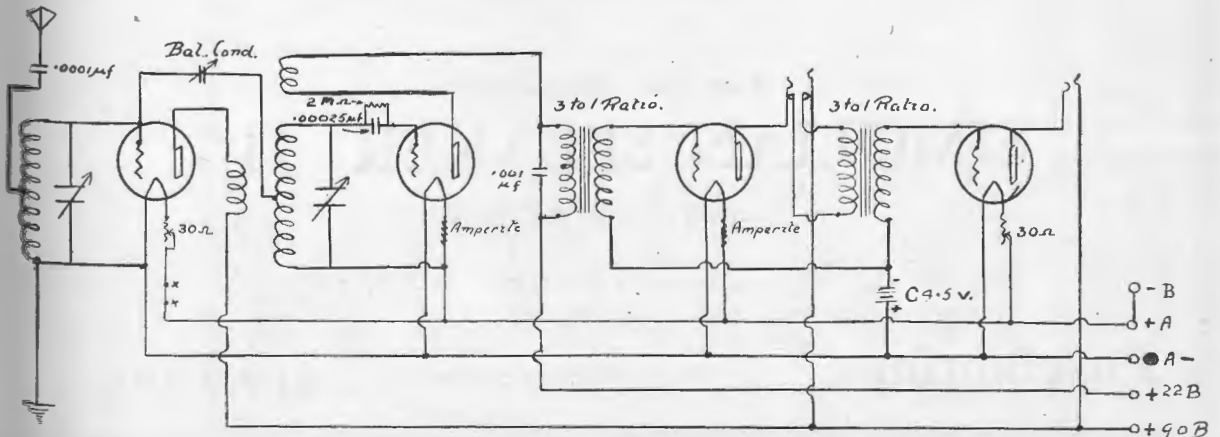 .0001µf
Bal. Cond.
2 MΩ
.00025µf
30Ω
Amperite
.001
µf
3 to 1 Ratio.
Amperite
3 to 1 Ratio.
30Ω
-
C 4.5 v.
+
x
x
- B
+ A
A-
+ 22B
+ 90B